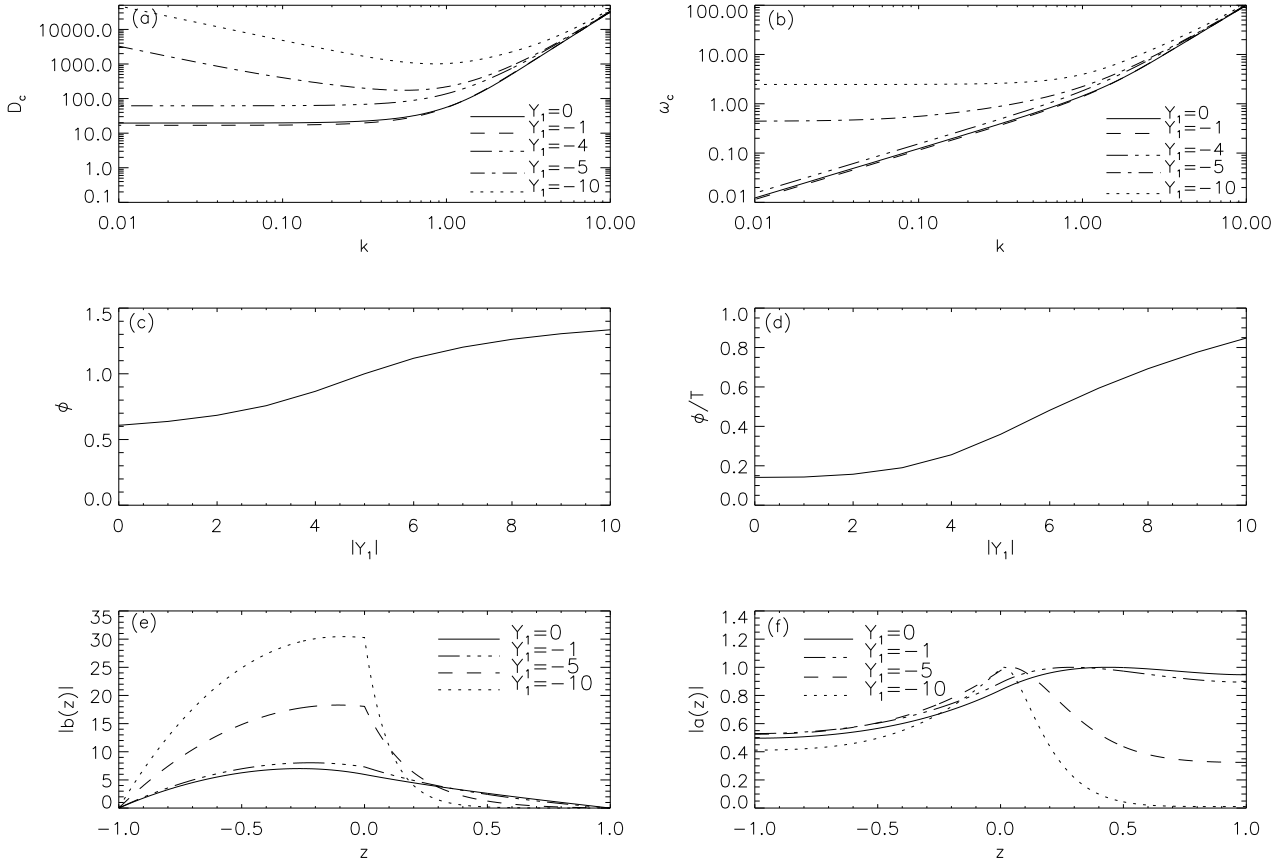 (a)
D_c
10000.0
1000.0
100.0
10.0
1.0
0.1
Y_1=0
Y_1=−1
Y_1=−4
Y_1=−5
Y_1=−10
0.01 0.10 1.00 10.00
k
(b)
ω_c
100.00
10.00
1.00
0.10
0.01
Y_1=0
Y_1=−1
Y_1=−4
Y_1=−5
Y_1=−10
0.01 0.10 1.00 10.00
k
(c)
ϕ
1.5
1.0
0.5
0.0
0 2 4 6 8 10
|Y_1|
(d)
ϕ/T
1.0
0.8
0.6
0.4
0.2
0.0
0 2 4 6 8 10
|Y_1|
(e)
|b(z)|
35
30
25
20
15
10
5
0
Y_1=0
Y_1=−1
Y_1=−5
Y_1=−10
−1.0 −0.5 0.0 0.5 1.0
z
(f)
|a(z)|
1.4
1.2
1.0
0.8
0.6
0.4
0.2
0.0
Y_1=0
Y_1=−1
Y_1=−5
Y_1=−10
−1.0 −0.5 0.0 0.5 1.0
z